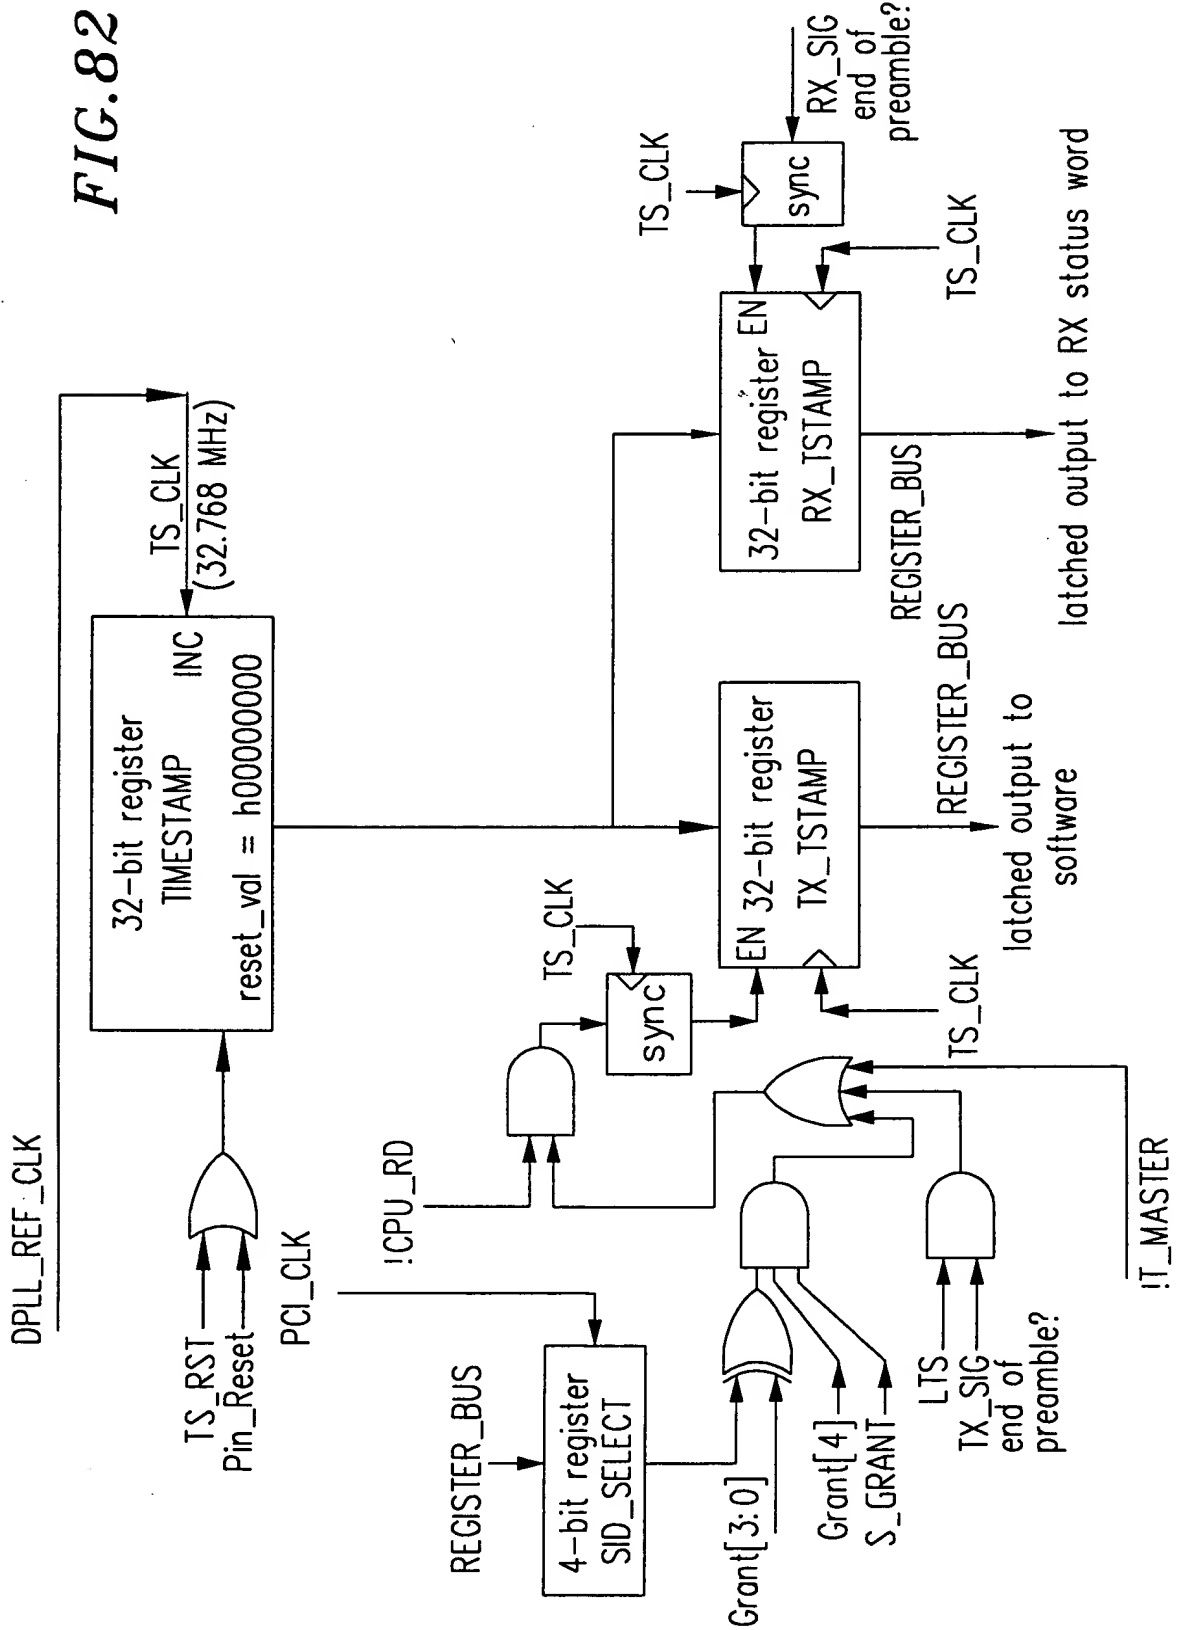 FIG.82
DPLL_REF_CLK
TS_CLK
(32.768 MHz)
32-bit register
TIMESTAMP
INC
reset_val = h00000000
TS_RST
Pin_Reset
PCI_CLK
!CPU_RD
REGISTER_BUS
4-bit register
SID_SELECT
TS_CLK
sync
EN 32-bit register
TX_TSTAMP
TS_CLK
REGISTER_BUS
latched output to
software
32-bit register EN
RX_TSTAMP
TS_CLK
sync
RX_SIG
end of
preamble?
TS_CLK
REGISTER_BUS
latched output to RX status word
Grant[3:0]
Grant[4]
S_GRANT
LTS
TX_SIG
end of
preamble?
!T_MASTER